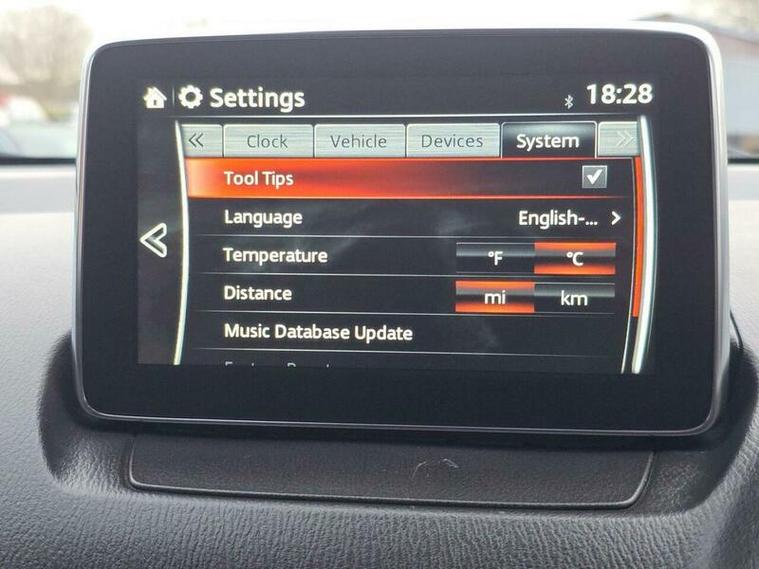 Settings 18:28
Clock Vehicle Devices System
Tool Tips
Language English-...
Temperature °F °C
Distance mi km
Music Database Update